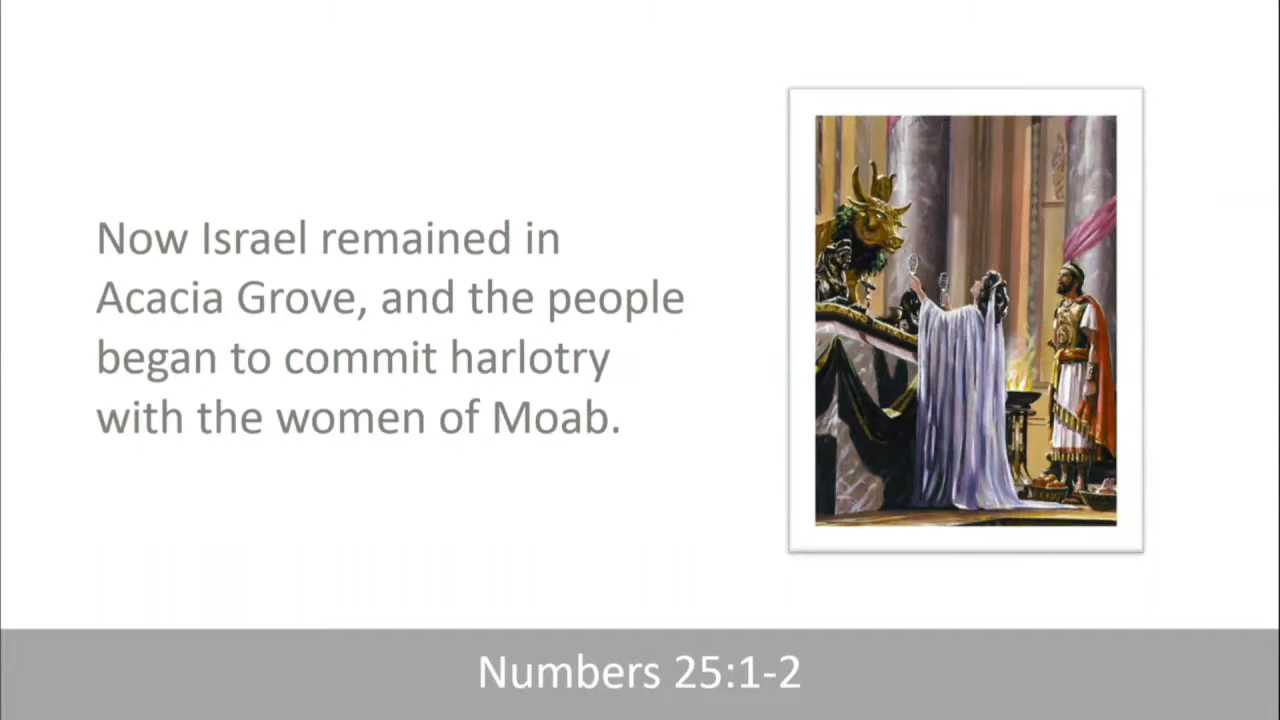 Now Israel remained in
Acacia Grove, and the people
began to commit harlotry
with the women of Moab.
Numbers 25:1-2